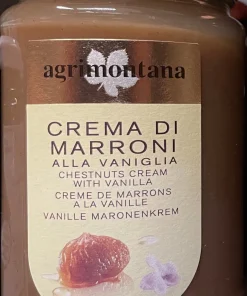 agrimontana
CREMA DI
MARRONI
ALLA VANIGLIA
CHESTNUTS CREAM
WITH VANILLA
CREME DE MARRONS
A LA VANILLE
VANILLE MARONENKREM